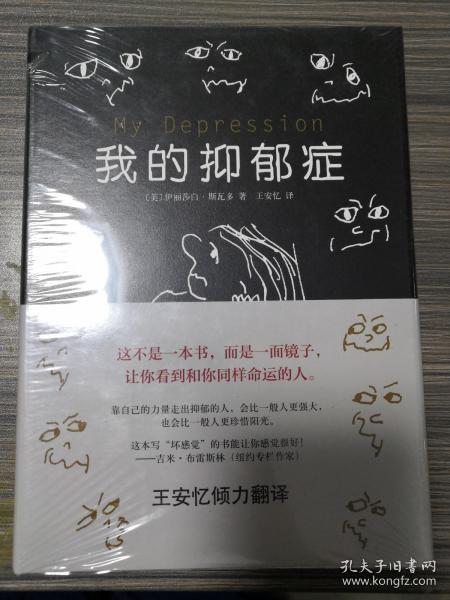 My Depression
我的抑郁症
［美］伊丽莎白·斯瓦多 著 王安忆 译
这不是一本书，而是一面镜子，
让你看到和你同样命运的人。
靠自己的力量走出抑郁的人，会比一般人更强大，
也会比一般人更珍惜阳光。
这本写“坏感觉”的书能让你感觉很好！
——吉米·布雷斯林（纽约专栏作家）
王安忆倾力翻译
孔夫子旧书网
www.kongfz.com